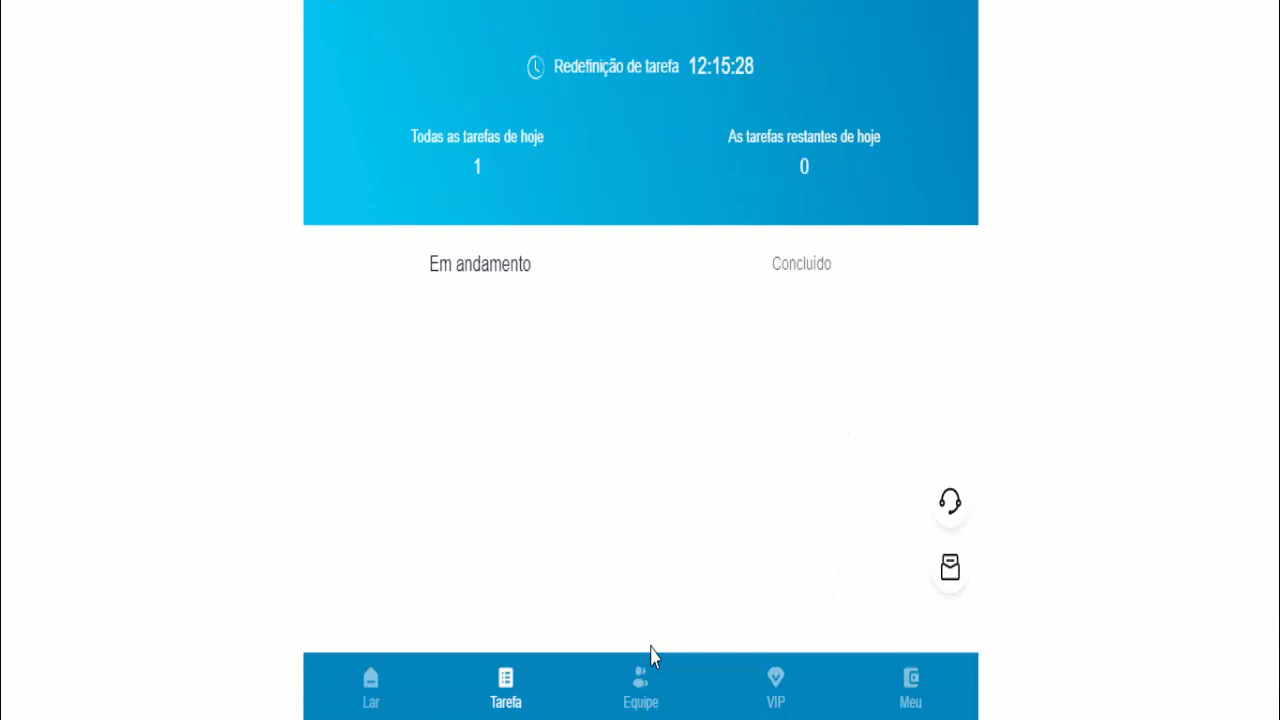 Redefinição de tarefa 12:15:28
Todas as tarefas de hoje
As tarefas restantes de hoje
1
0
Em andamento
Concluído
Lar
Tarefa
Equipe
VIP
Meu